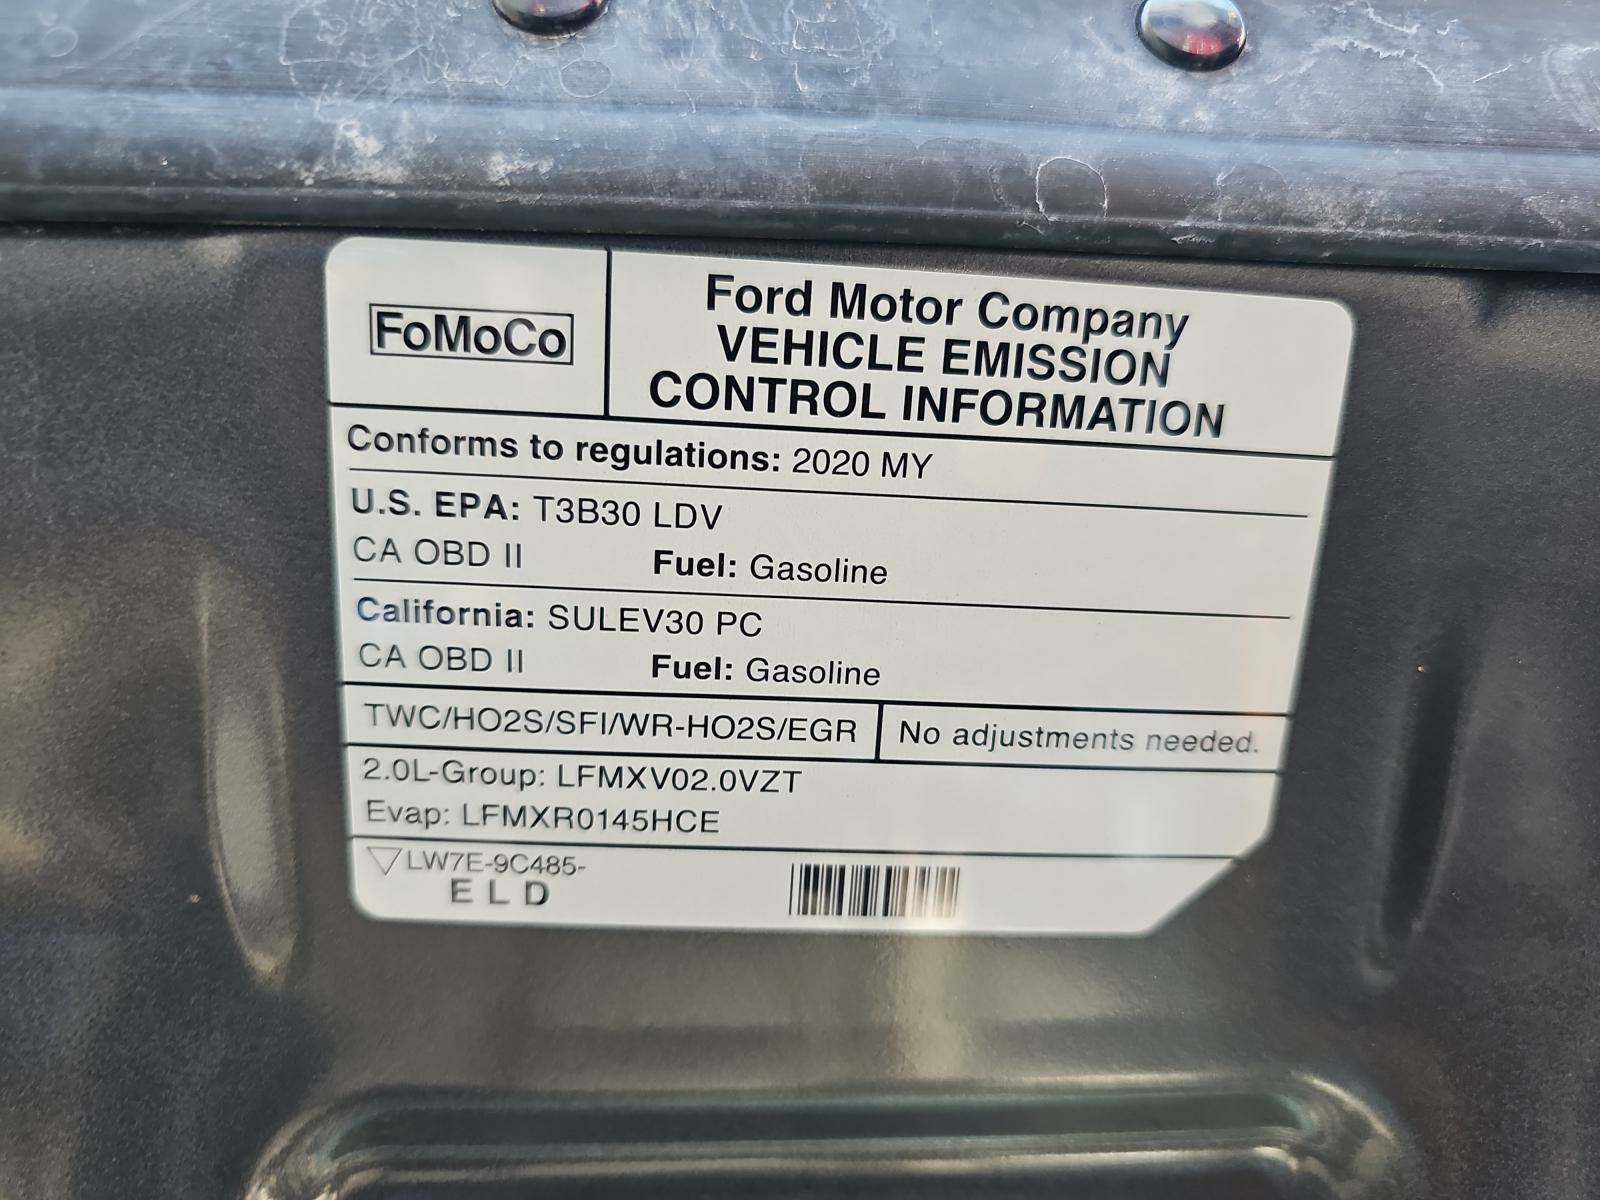 FoMoCo
Ford Motor Company
VEHICLE EMISSION
CONTROL INFORMATION
Conforms to regulations: 2020 MY
U.S. EPA: T3B30 LDV
CA OBD II Fuel: Gasoline
California: SULEV30 PC
CA OBD II Fuel: Gasoline
TWC/HO2S/SFI/WR-HO2S/EGR No adjustments needed.
2.0L-Group: LFMXV02.0VZT
Evap: LFMXR0145HCE
LW7E-9C485-
E L D